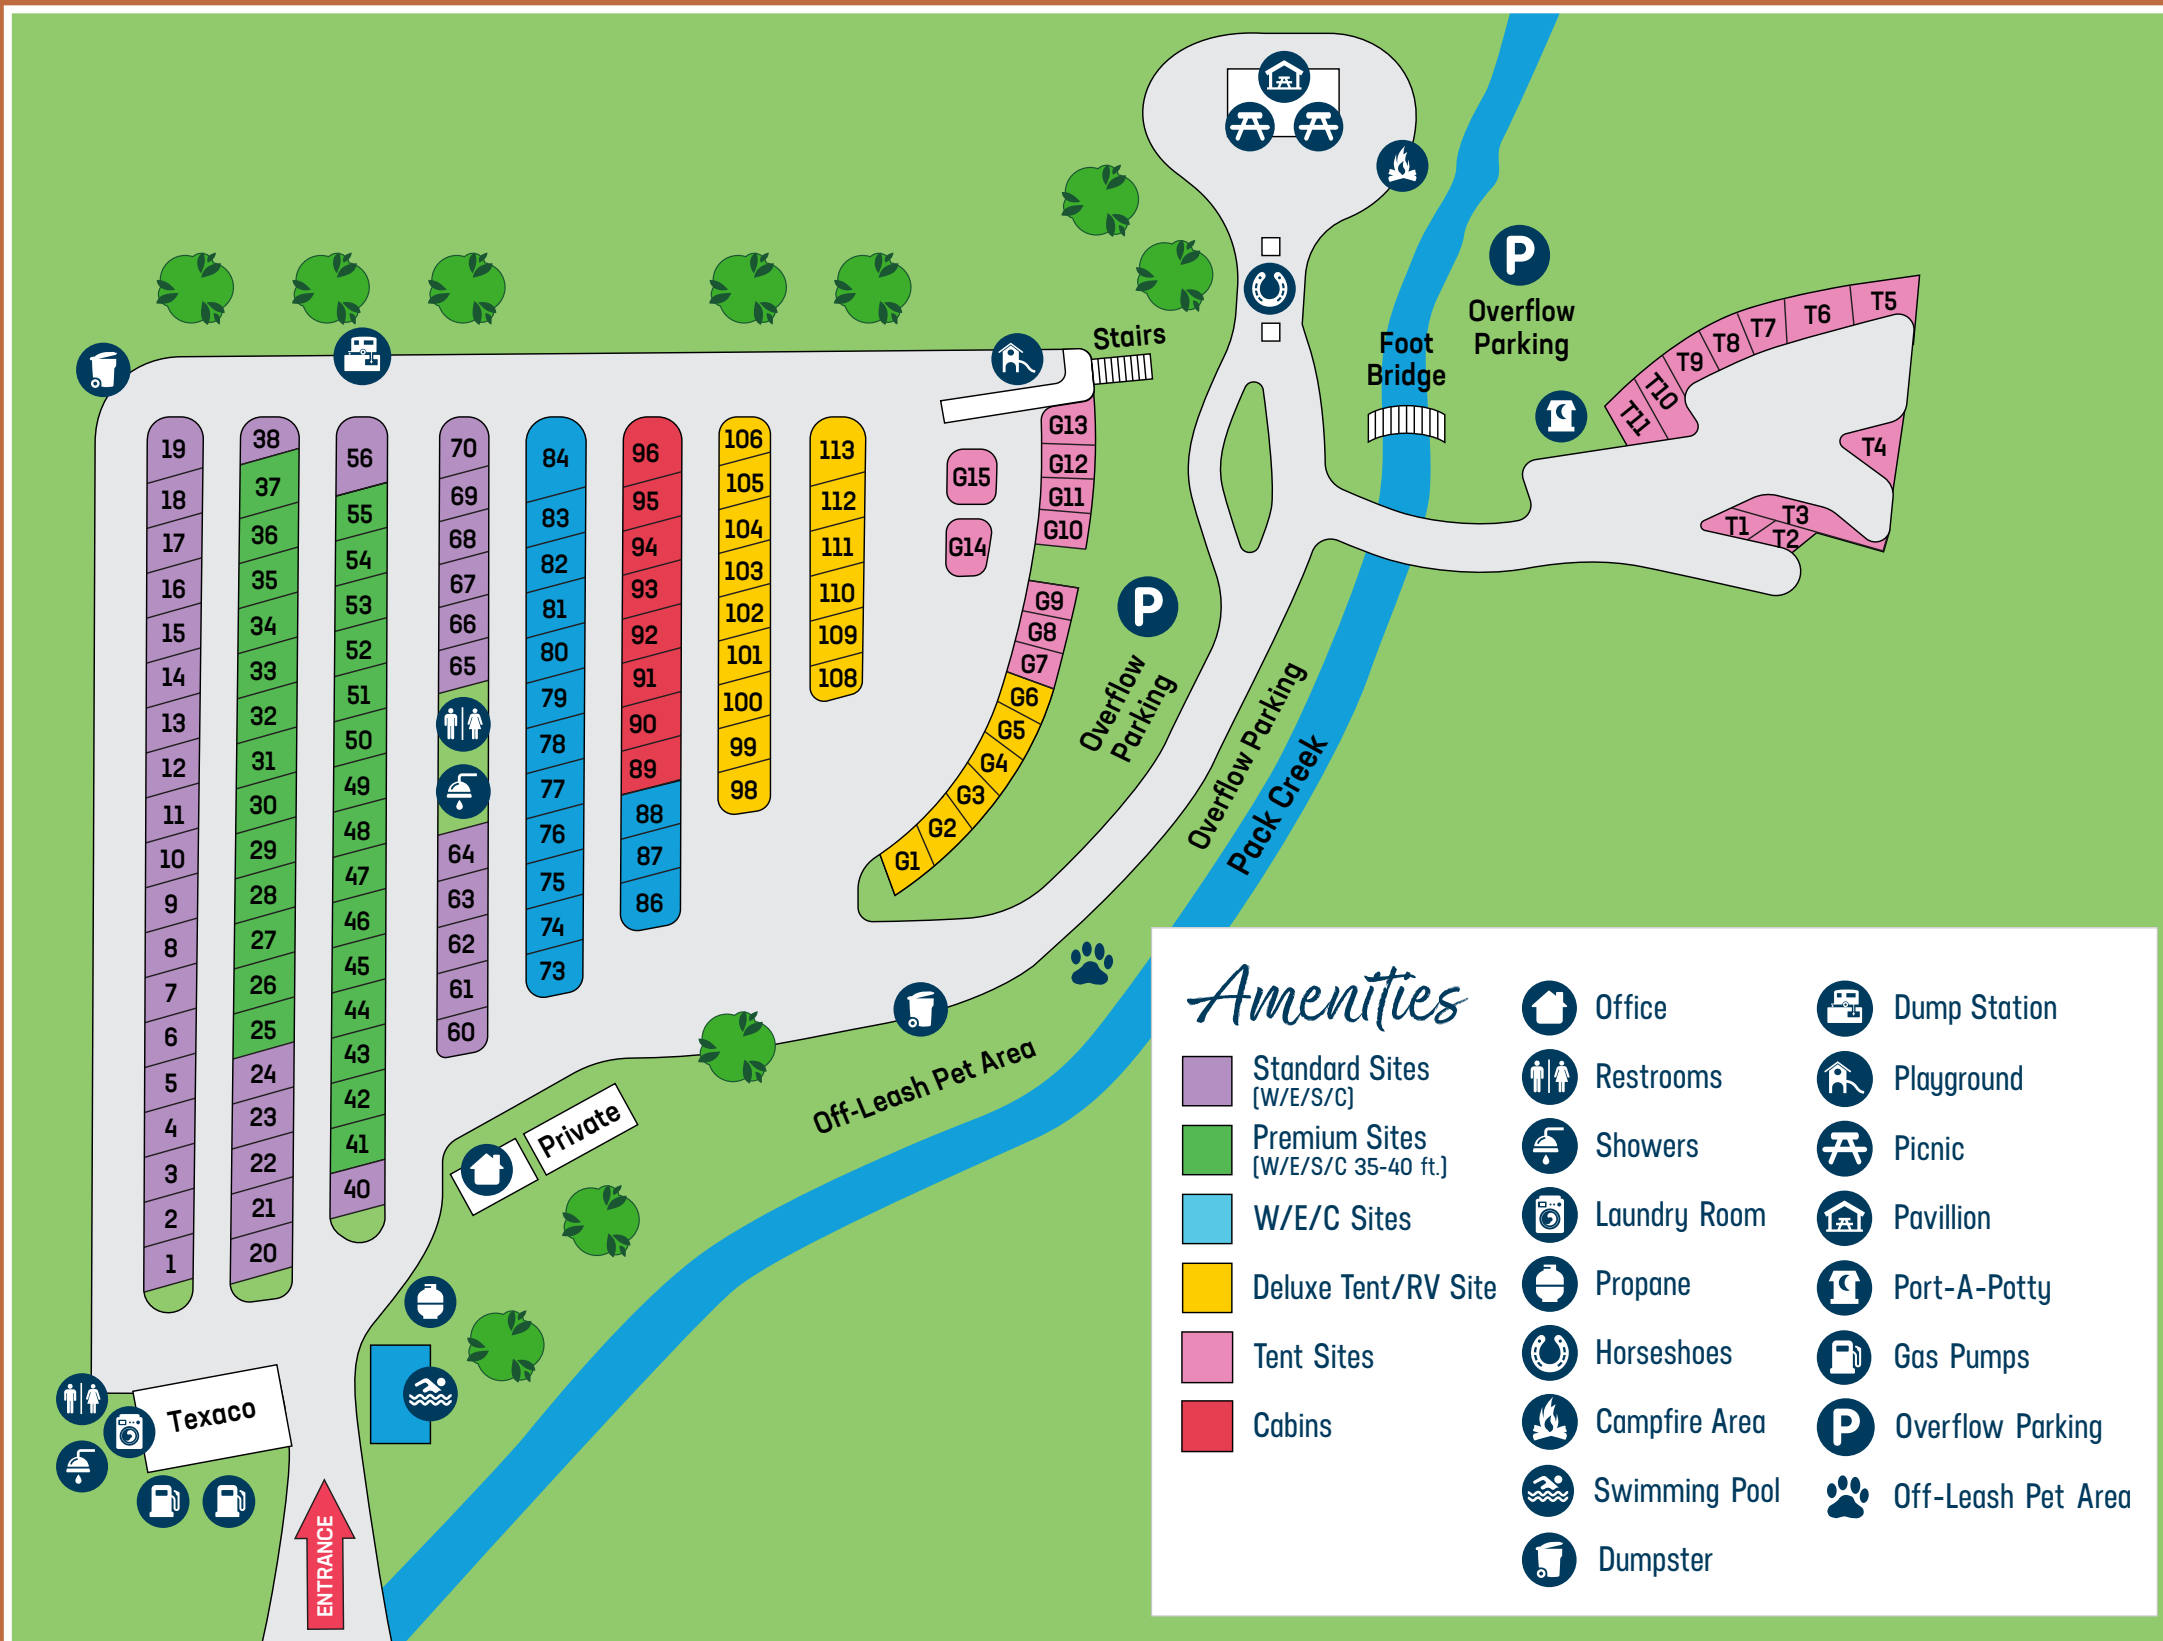 Stairs
Foot
Bridge
Overflow
Parking
T5
T6
T7
T8
T9
T10
T11
T4
T3
T1
T2
19
18
17
16
15
14
13
12
11
10
9
8
7
6
5
4
3
2
1
38
37
36
35
34
33
32
31
30
29
28
27
26
25
24
23
22
21
20
56
55
54
53
52
51
50
49
48
47
46
45
44
43
42
41
40
70
69
68
67
66
65
64
63
62
61
60
84
83
82
81
80
79
78
77
76
75
74
73
96
95
94
93
92
91
90
89
88
87
86
106
105
104
103
102
101
100
99
98
113
112
111
110
109
108
G15
G14
G13
G12
G11
G10
G9
G8
G7
G6
G5
G4
G3
G2
G1
P
P
Overflow
Parking
Overflow Parking
Pack Creek
Off-Leash Pet Area
Private
Texaco
ENTRANCE
Amenities
Standard Sites
(W/E/S/C)
Premium Sites
(W/E/S/C 35-40 ft.)
W/E/C Sites
Deluxe Tent/RV Site
Tent Sites
Cabins
Office
Restrooms
Showers
Laundry Room
Propane
Horseshoes
Campfire Area
Swimming Pool
Dumpster
Dump Station
Playground
Picnic
Pavillion
Port-A-Potty
Gas Pumps
P Overflow Parking
Off-Leash Pet Area